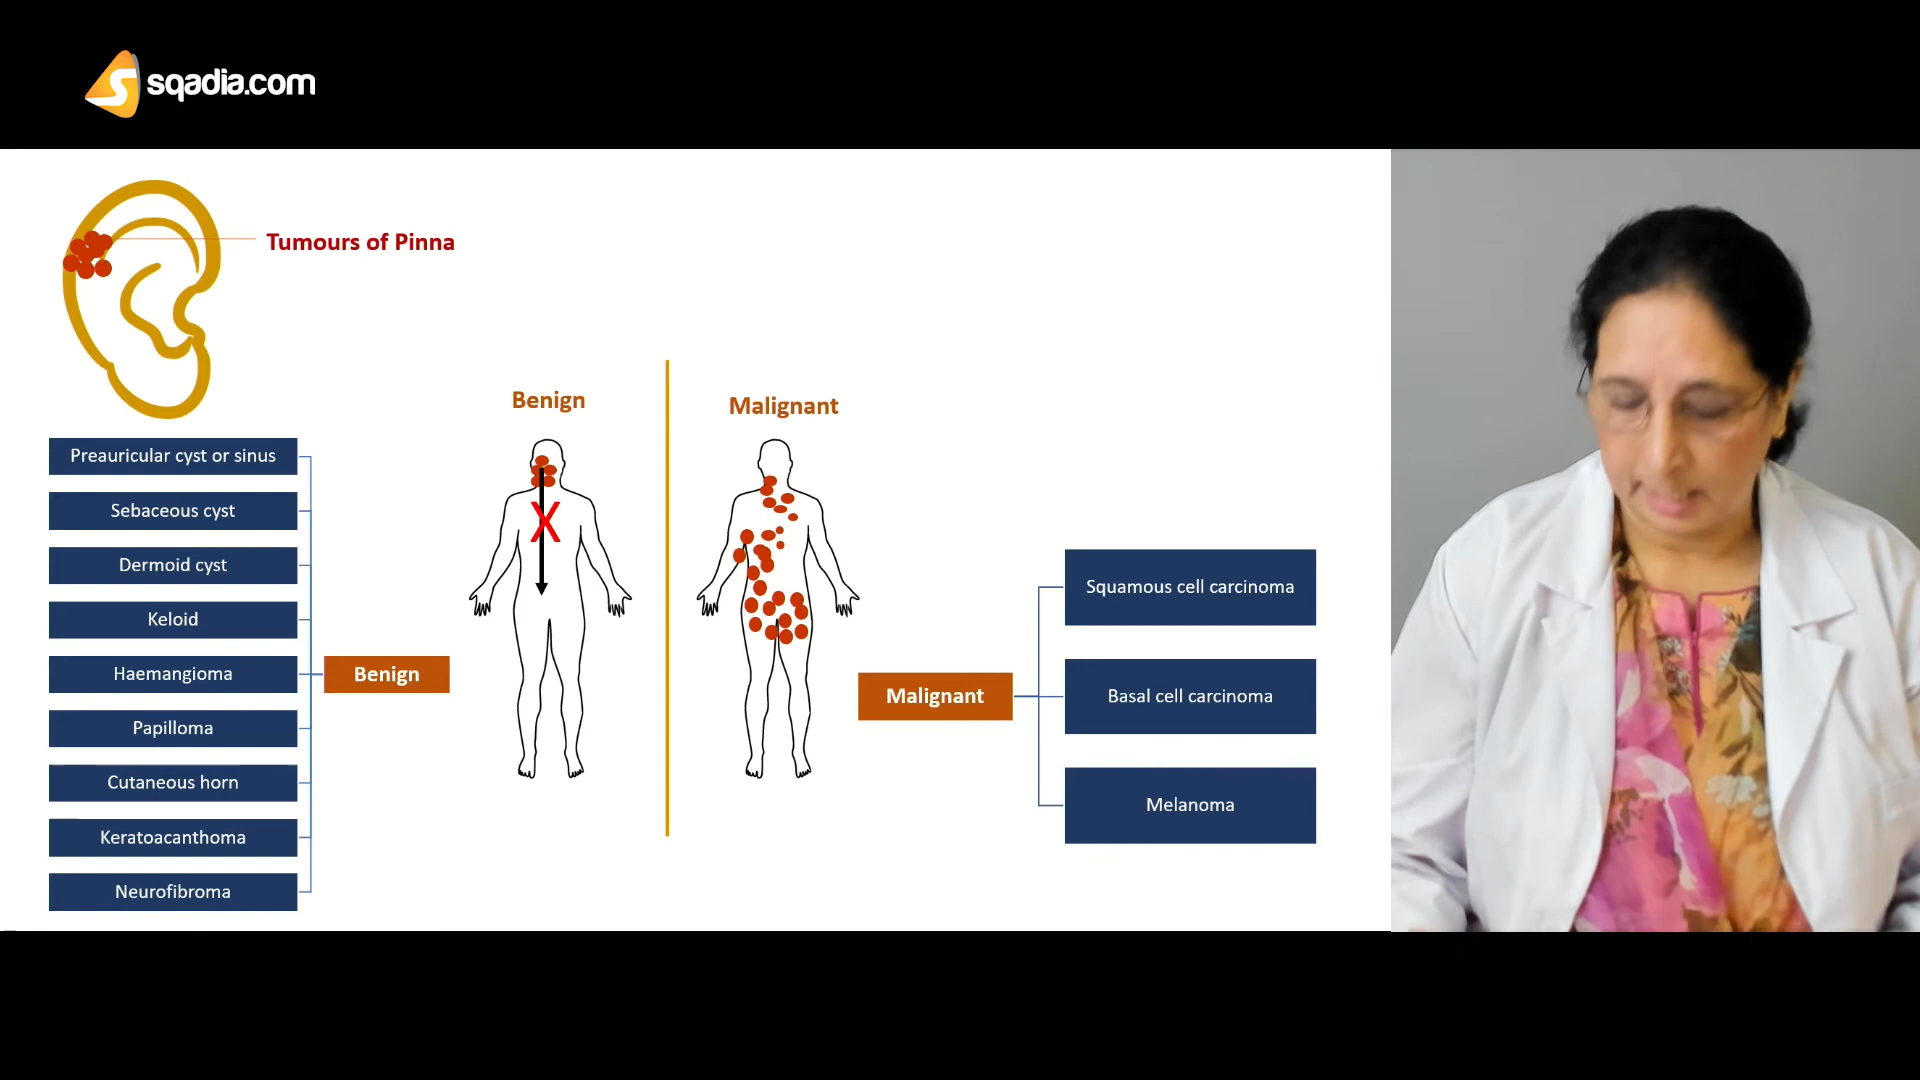 sqadia.com
Tumours of Pinna
Benign
Malignant
Preauricular cyst or sinus
Sebaceous cyst
Dermoid cyst
Keloid
Haemangioma
Papilloma
Cutaneous horn
Keratoacanthoma
Neurofibroma
Benign
X
Malignant
Squamous cell carcinoma
Basal cell carcinoma
Melanoma